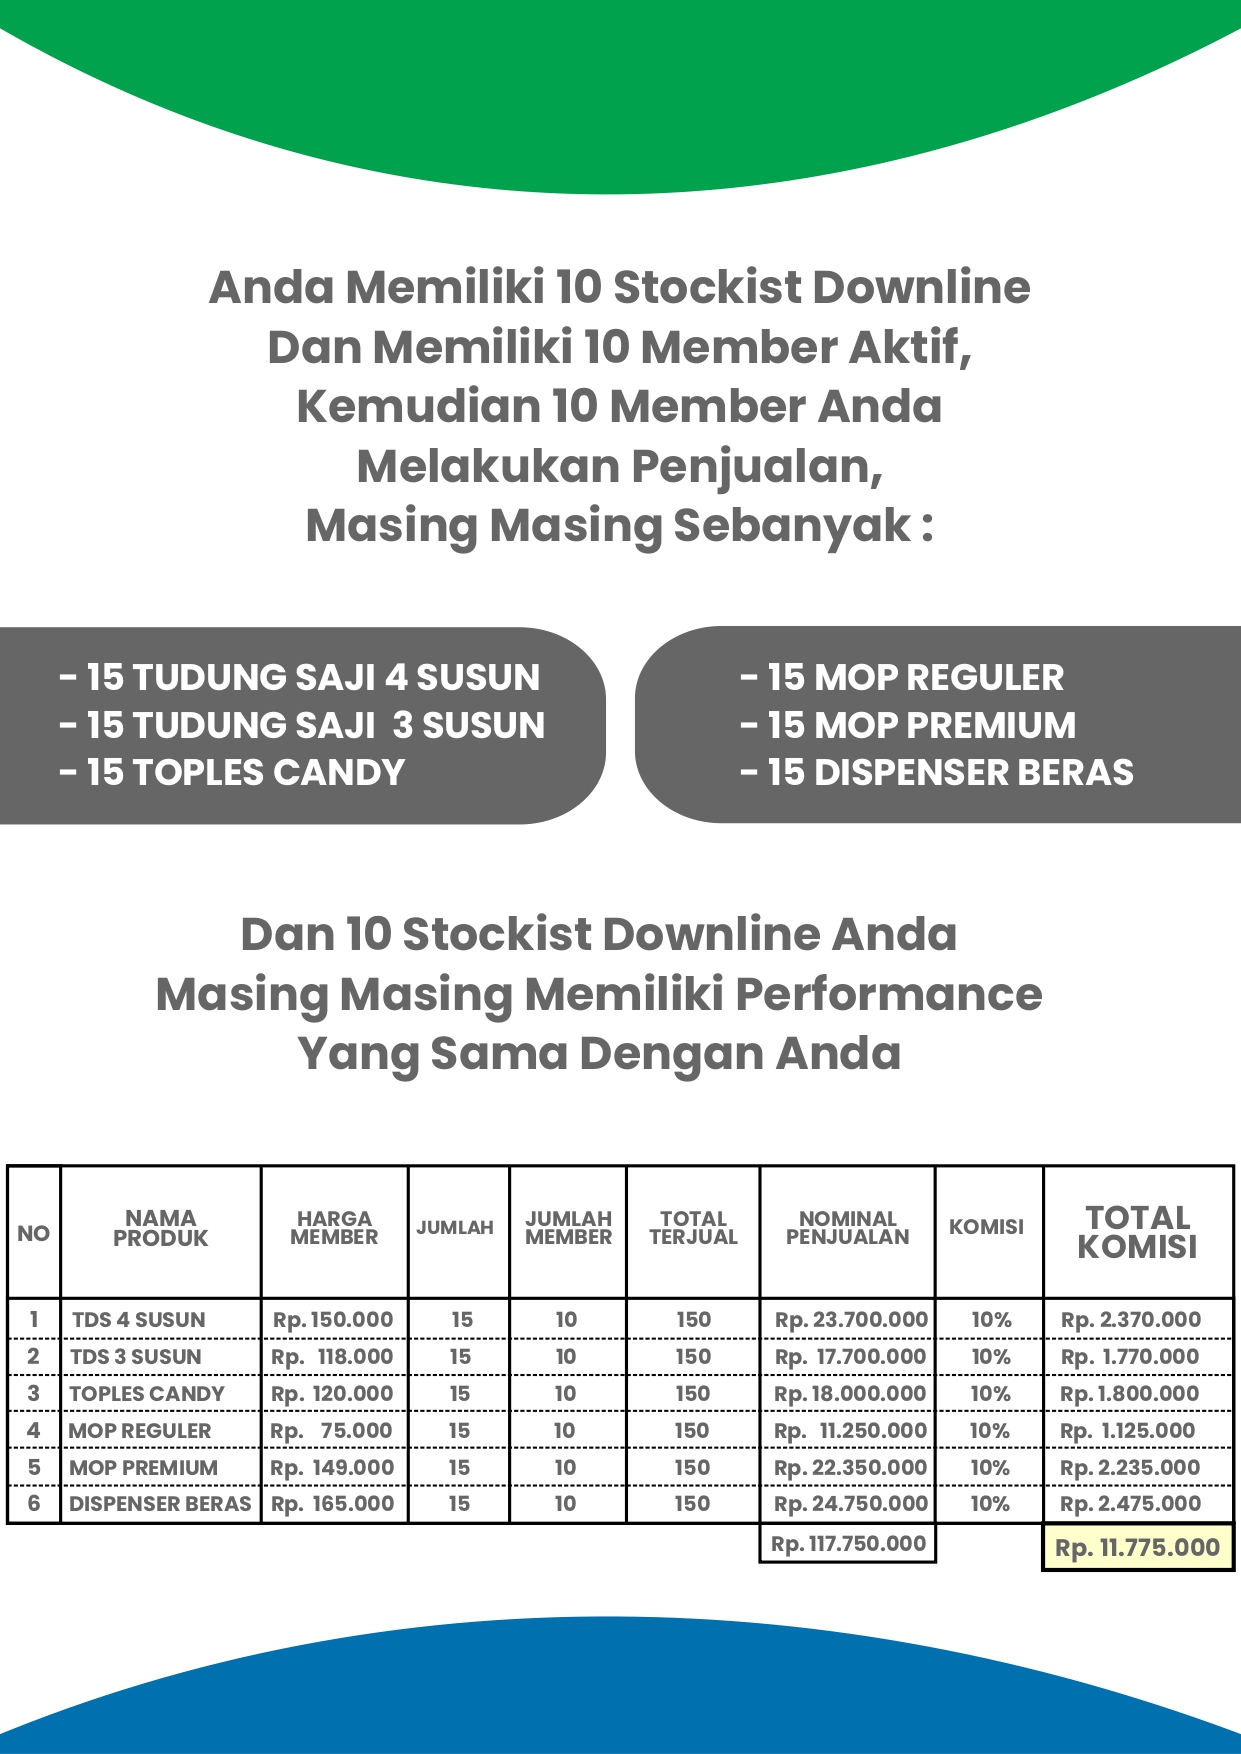 Anda Memiliki 10 Stockist Downline
Dan Memiliki 10 Member Aktif,
Kemudian 10 Member Anda
Melakukan Penjualan,
Masing Masing Sebanyak :
- 15 TUDUNG SAJI 4 SUSUN
- 15 TUDUNG SAJI 3 SUSUN
- 15 TOPLES CANDY
- 15 MOP REGULER
- 15 MOP PREMIUM
- 15 DISPENSER BERAS
Dan 10 Stockist Downline Anda
Masing Masing Memiliki Performance
Yang Sama Dengan Anda
NO NAMA PRODUK HARGA MEMBER JUMLAH JUMLAH MEMBER TOTAL TERJUAL NOMINAL PENJUALAN KOMISI TOTAL KOMISI
1 TDS 4 SUSUN Rp. 150.000 15 10 150 Rp. 23.700.000 10% Rp. 2.370.000
2 TDS 3 SUSUN Rp. 118.000 15 10 150 Rp. 17.700.000 10% Rp. 1.770.000
3 TOPLES CANDY Rp. 120.000 15 10 150 Rp. 18.000.000 10% Rp. 1.800.000
4 MOP REGULER Rp. 75.000 15 10 150 Rp. 11.250.000 10% Rp. 1.125.000
5 MOP PREMIUM Rp. 149.000 15 10 150 Rp. 22.350.000 10% Rp. 2.235.000
6 DISPENSER BERAS Rp. 165.000 15 10 150 Rp. 24.750.000 10% Rp. 2.475.000
Rp. 117.750.000 Rp. 11.775.000